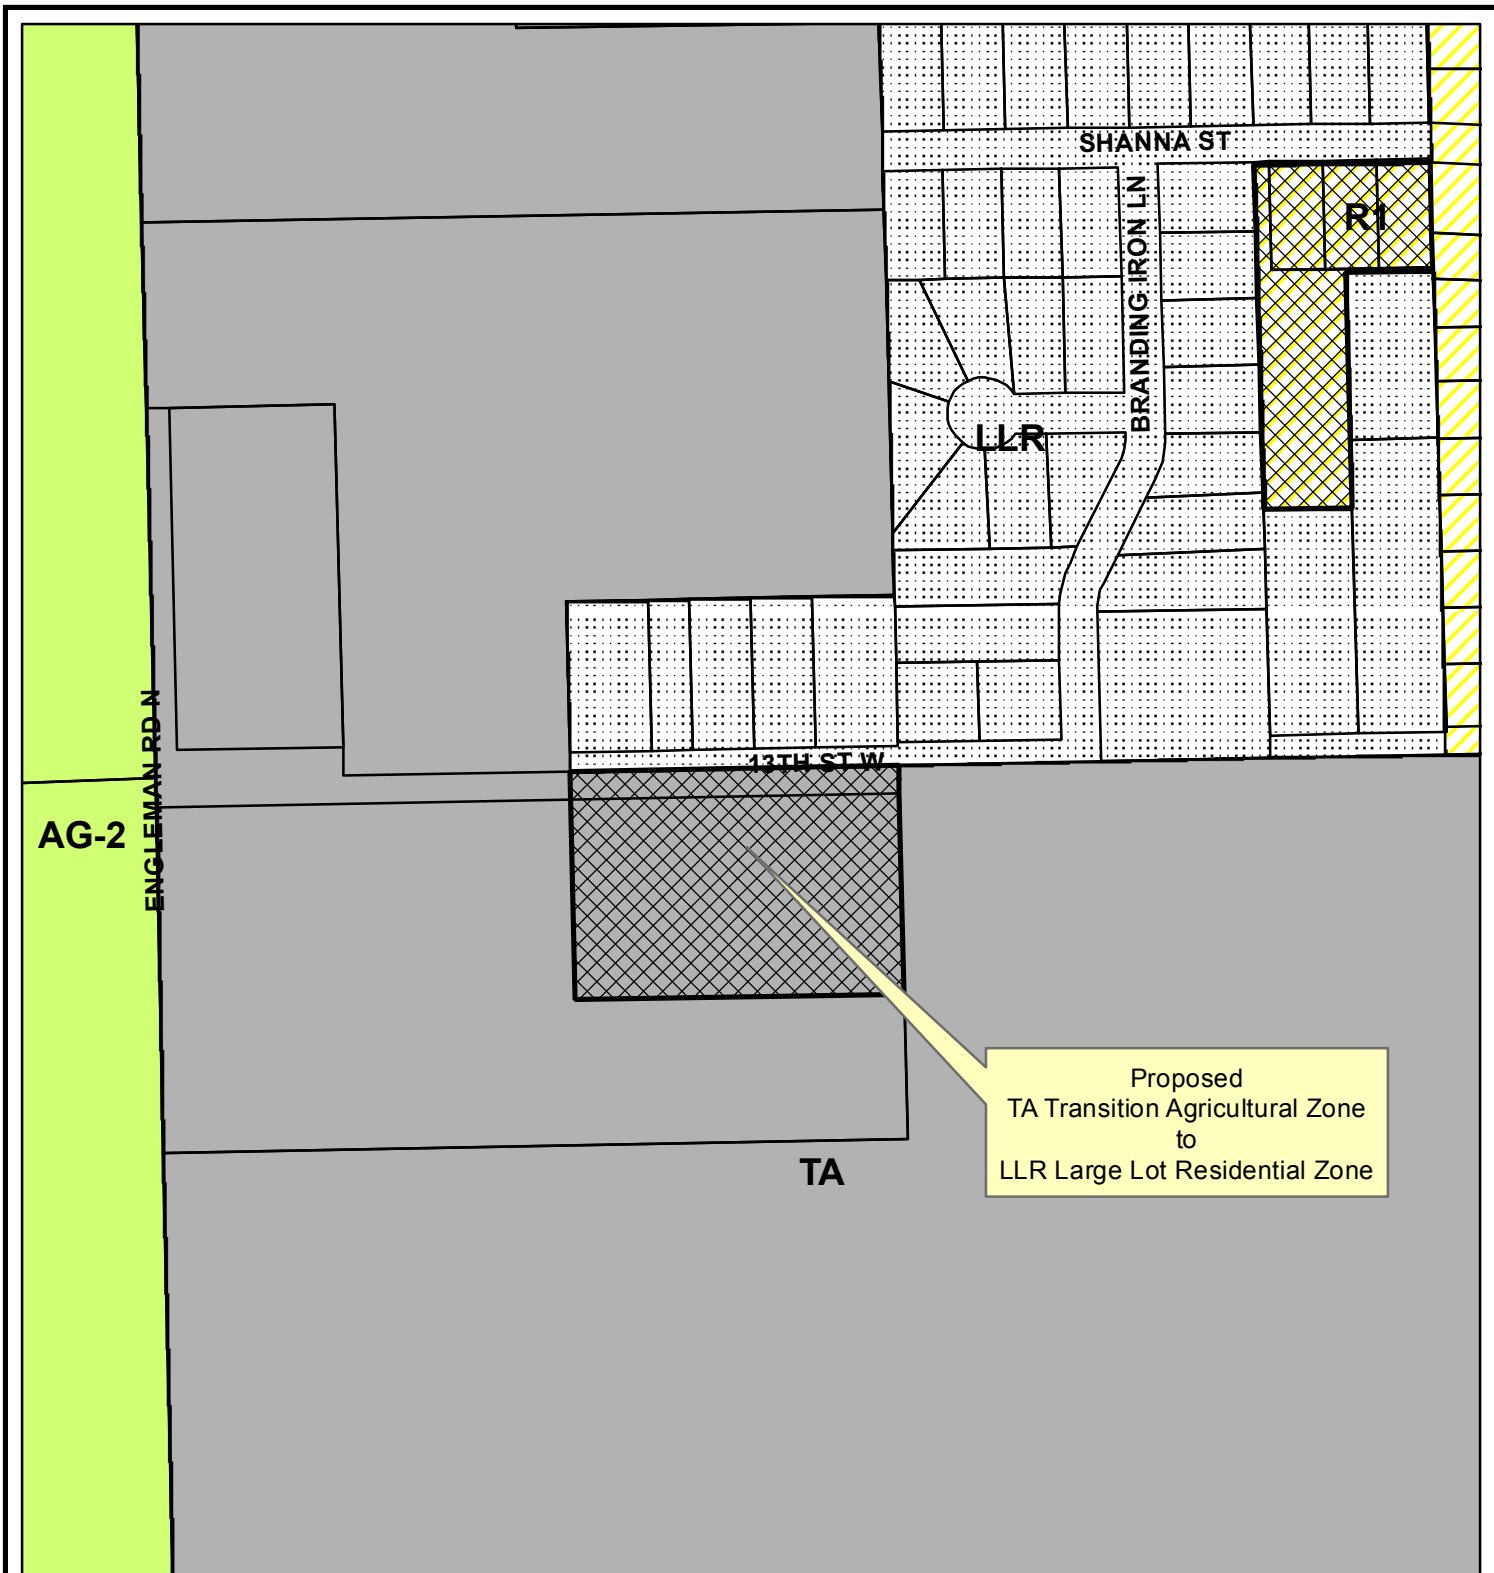 SHANNA ST
BRANDING IRON LN
R1
LLR
13TH ST W
ENGLEMAN RD N
AG-2
Proposed
TA Transition Agricultural Zone
to
LLR Large Lot Residential Zone
TA